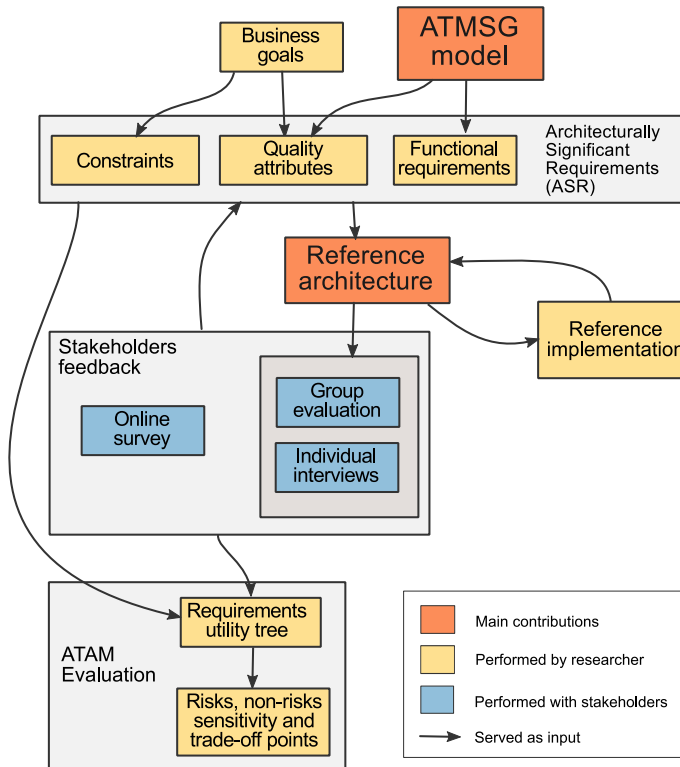 Business
goals
ATMSG
model
Constraints
Quality
attributes
Functional
requirements
Architecturally
Significant
Requirements
(ASR)
Reference
architecture
Reference
implementation
Stakeholders
feedback
Online
survey
Group
evaluation
Individual
interviews
ATAM
Evaluation
Requirements
utility tree
Risks, non-risks
sensitivity and
trade-off points
Main contributions
Performed by researcher
Performed with stakeholders
Served as input